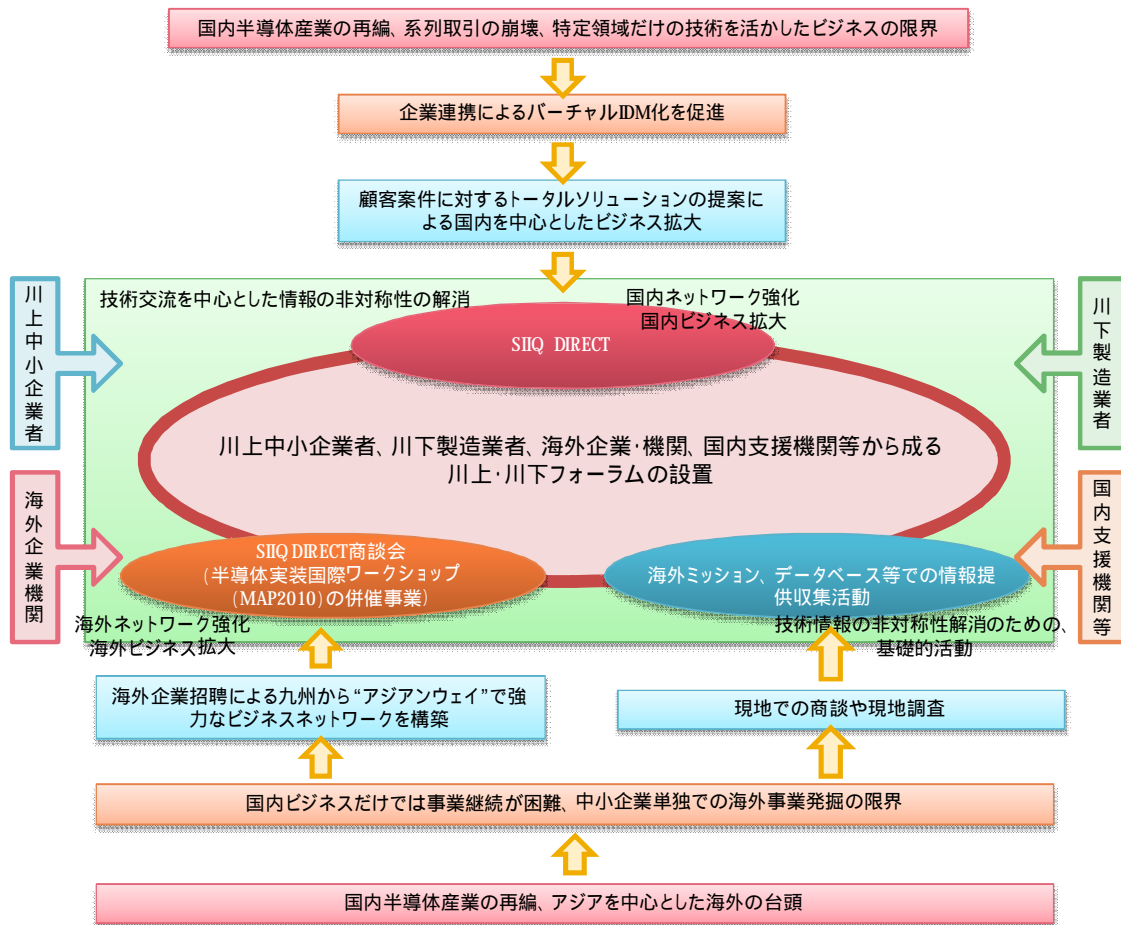 国内半導体産業の再編、系列取引の崩壊、特定領域だけの技術を活かしたビジネスの限界
企業連携によるバーチャルIDM化を促進
顧客案件に対するトータルソリューションの提案に
よる国内を中心としたビジネス拡大
川上中小企業者
川下製造業者
技術交流を中心とした情報の非対称性の解消
国内ネットワーク強化
国内ビジネス拡大
SIIQ DIRECT
川上中小企業者、川下製造業者、海外企業・機関、国内支援機関等から成る
川上・川下フォーラムの設置
海外企業機関
国内支援機関等
SIIQ DIRECT商談会
(半導体実装国際ワークショップ
(MAP2010)の併催事業)
海外ミッション、データベース等での情報提
供収集活動
海外ネットワーク強化
海外ビジネス拡大
技術情報の非対称性解消のための、
基礎的活動
海外企業招聘による九州から“アジアンウェイ”で強
力なビジネスネットワークを構築
現地での商談や現地調査
国内ビジネスだけでは事業継続が困難、中小企業単独での海外事業発掘の限界
国内半導体産業の再編、アジアを中心とした海外の台頭